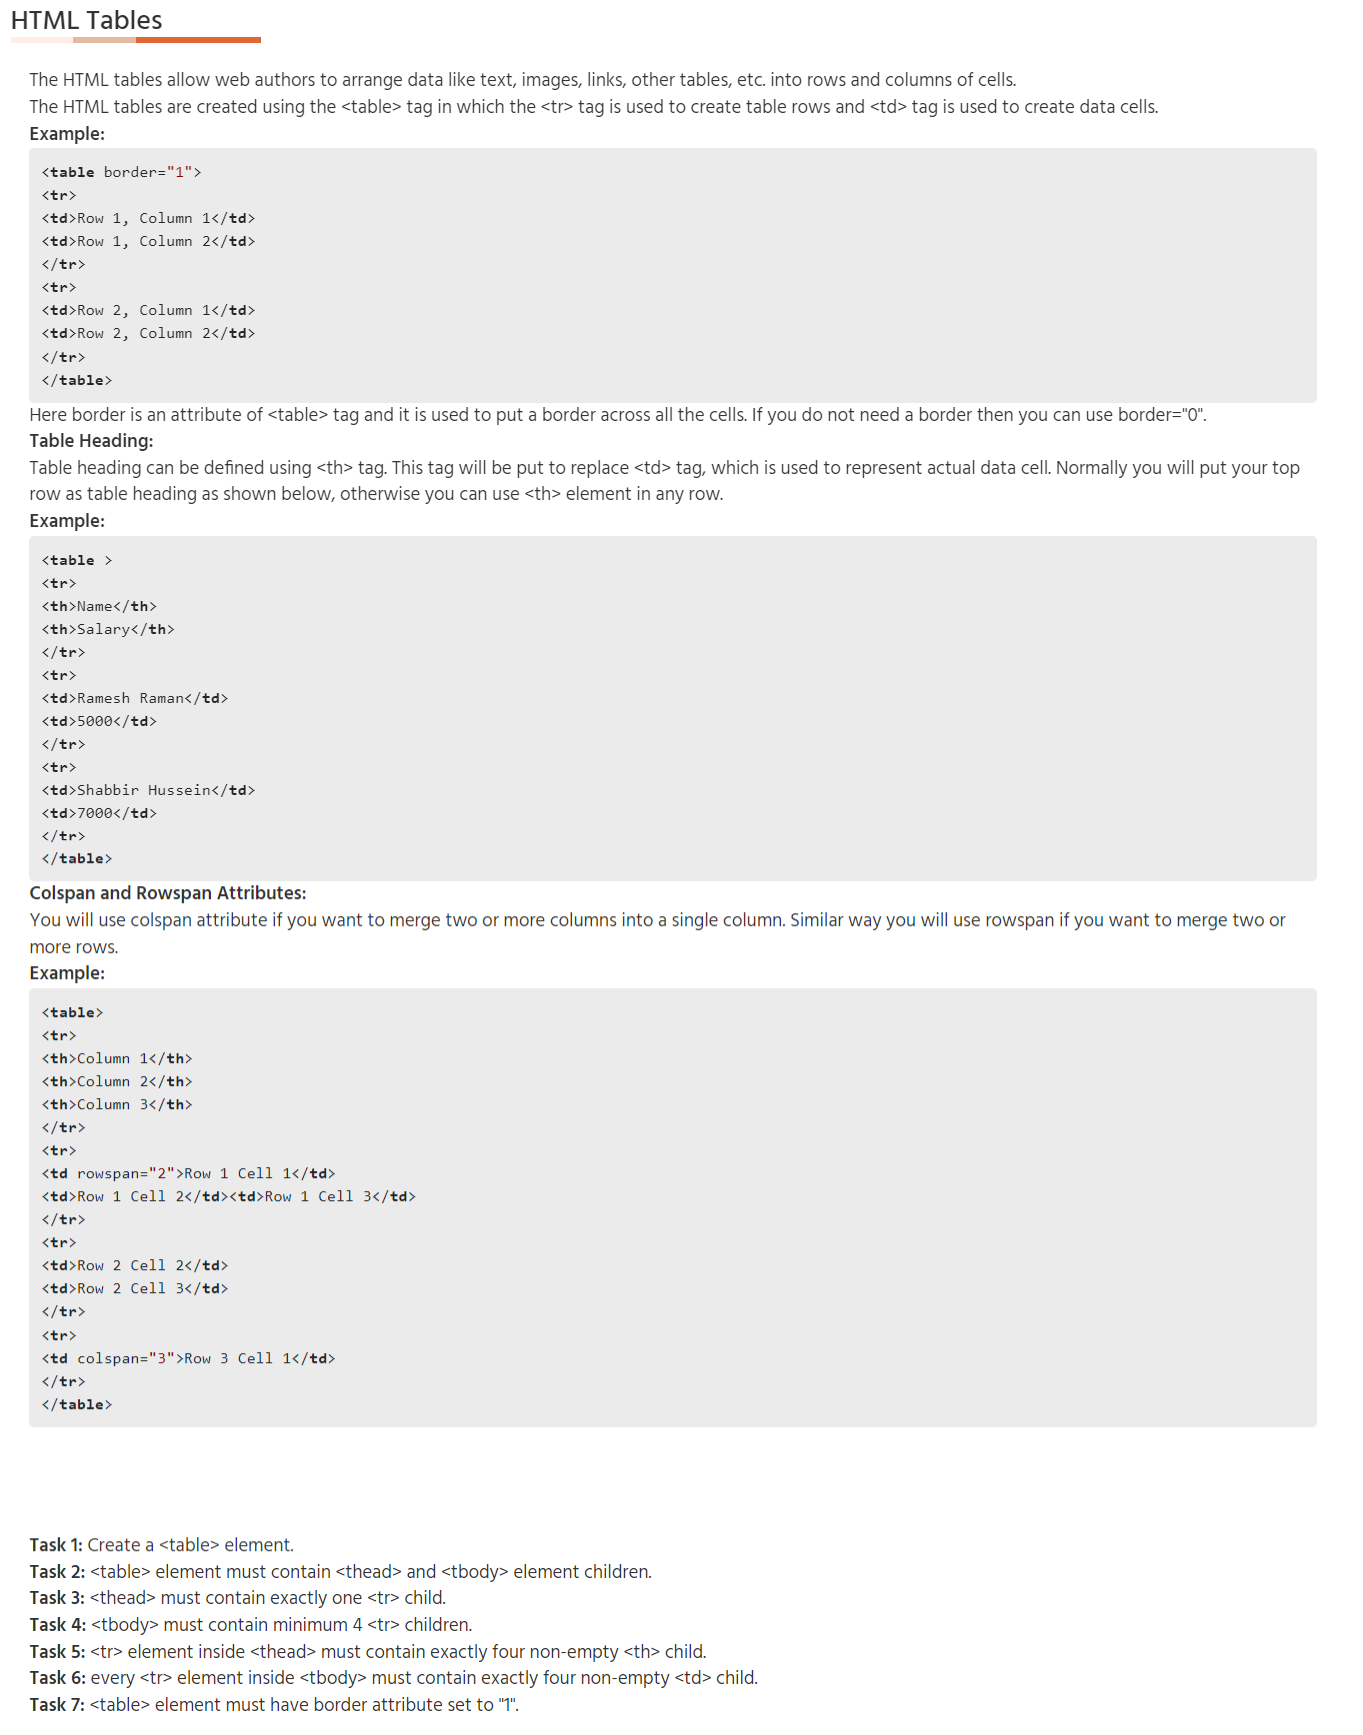 HTML Tables
The HTML tables allow web authors to arrange data like text, images, links, other tables, etc. into rows and columns of cells.
The HTML tables are created using the <table> tag in which the <tr> tag is used to create table rows and <td> tag is used to create data cells.
Example:
<table border="1">
<tr>
<td>Row 1, Column 1</td>
<td>Row 1, Column 2</td>
</tr>
<tr>
<td>Row 2, Column 1</td>
<td>Row 2, Column 2</td>
</tr>
</table>
Here border is an attribute of <table> tag and it is used to put a border across all the cells. If you do not need a border then you can use border="0".
Table Heading:
Table heading can be defined using <th> tag. This tag will be put to replace <td> tag, which is used to represent actual data cell. Normally you will put your top
row as table heading as shown below, otherwise you can use <th> element in any row.
Example:
<table >
<tr>
<th>Name</th>
<th>Salary</th>
</tr>
<tr>
<td>Ramesh Raman</td>
<td>5000</td>
</tr>
<tr>
<td>Shabbir Hussein</td>
<td>7000</td>
</tr>
</table>
Colspan and Rowspan Attributes:
You will use colspan attribute if you want to merge two or more columns into a single column. Similar way you will use rowspan if you want to merge two or
more rows.
Example:
<table>
<tr>
<th>Column 1</th>
<th>Column 2</th>
<th>Column 3</th>
</tr>
<tr>
<td rowspan="2">Row 1 Cell 1</td>
<td>Row 1 Cell 2</td><td>Row 1 Cell 3</td>
</tr>
<tr>
<td>Row 2 Cell 2</td>
<td>Row 2 Cell 3</td>
</tr>
<tr>
<td colspan="3">Row 3 Cell 1</td>
</tr>
</table>
Task 1: Create a <table> element.
Task 2: <table> element must contain <thead> and <tbody> element children.
Task 3: <thead> must contain exactly one <tr> child.
Task 4: <tbody> must contain minimum 4 <tr> children.
Task 5: <tr> element inside <thead> must contain exactly four non-empty <th> child.
Task 6: every <tr> element inside <tbody> must contain exactly four non-empty <td> child.
Task 7: <table> element must have border attribute set to "1".